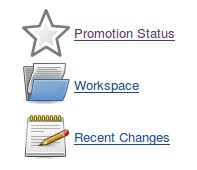 Promotion Status
Workspace
Recent Changes